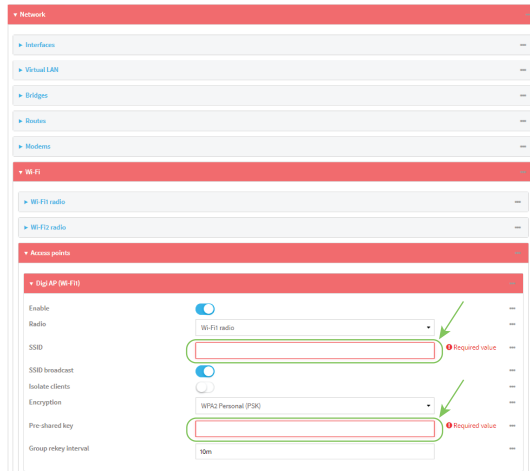 Network
Interfaces
Virtual LAN
Bridges
Routes
Modems
Wi-Fi
Wi-Fi1 radio
Wi-Fi2 radio
Access points
Digi AP (Wi-Fi1)
Enable
Radio Wi-Fi1 radio
SSID Required value
SSID broadcast
Isolate clients
Encryption WPA2 Personal (PSK)
Pre-shared key Required value
Group rekey interval 10m